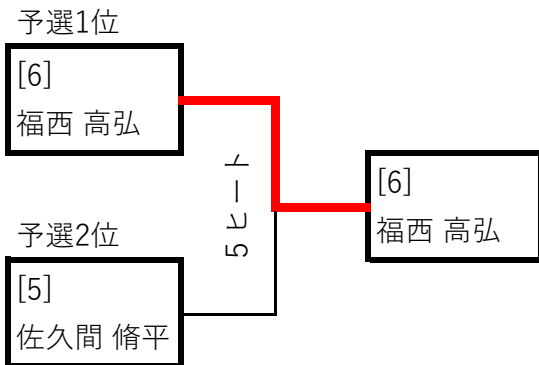 予選1位
[6]
福西 高弘
5ヒート
[6]
福西 高弘
予選2位
[5]
佐久間 脩平